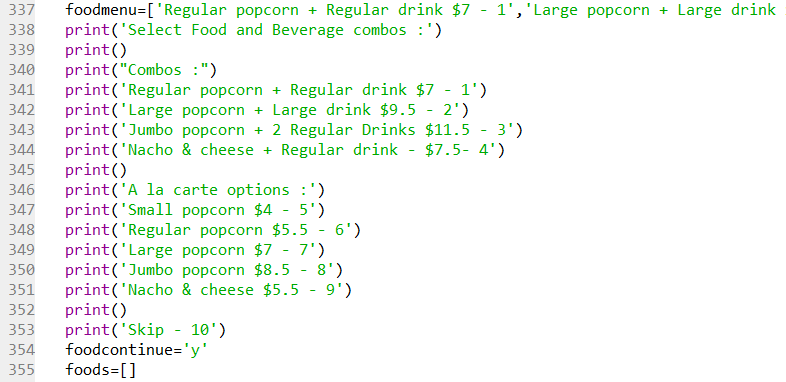 337 foodmenu=['Regular popcorn + Regular drink $7 - 1','Large popcorn + Large drink
338 print('Select Food and Beverage combos :')
339 print()
340 print("Combos :")
341 print('Regular popcorn + Regular drink $7 - 1')
342 print('Large popcorn + Large drink $9.5 - 2')
343 print('Jumbo popcorn + 2 Regular Drinks $11.5 - 3')
344 print('Nacho & cheese + Regular drink - $7.5- 4')
345 print()
346 print('A la carte options :')
347 print('Small popcorn $4 - 5')
348 print('Regular popcorn $5.5 - 6')
349 print('Large popcorn $7 - 7')
350 print('Jumbo popcorn $8.5 - 8')
351 print('Nacho & cheese $5.5 - 9')
352 print()
353 print('Skip - 10')
354 foodcontinue='y'
355 foods=[]